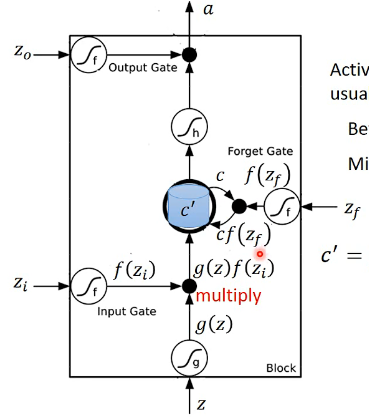 a
z_o
f
Output Gate
h
Forget Gate
c
f(z_f)
c'
f
z_f
cf(z_f)
f(z_i)
g(z)f(z_i)
z_i
f
multiply
Input Gate
g(z)
g
Block
z
Activ
usua
Be
Mi
c' =